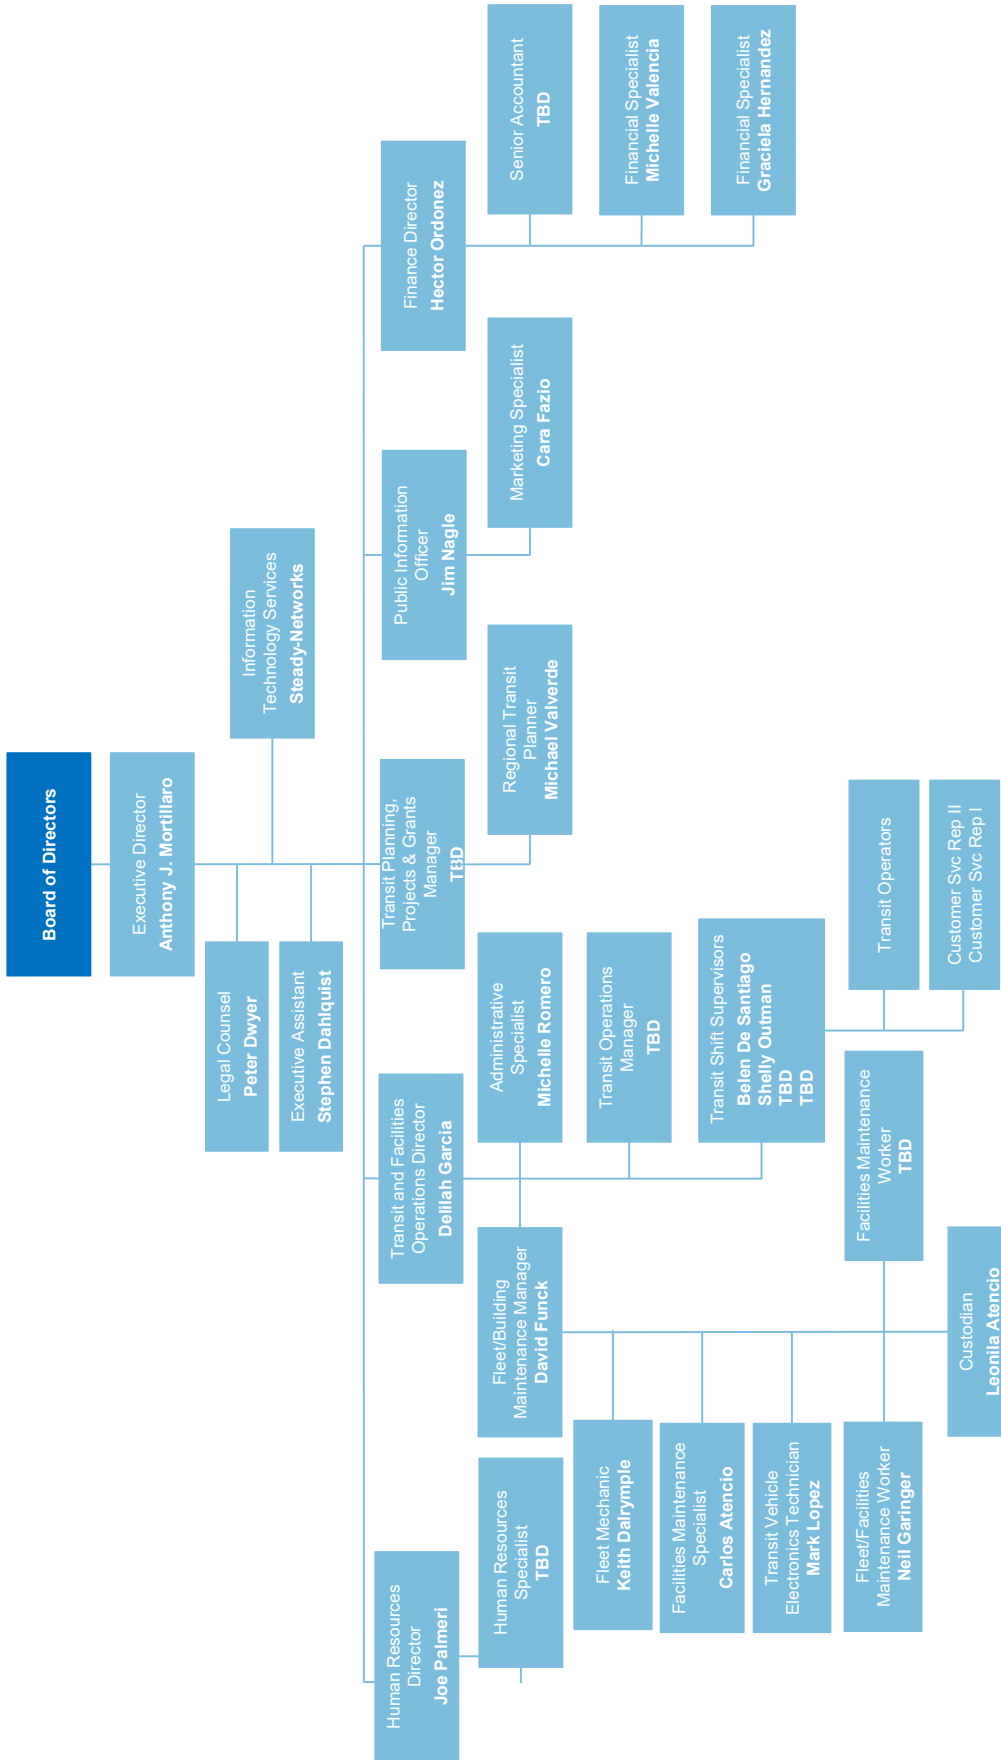 Board of Directors
Executive Director
Anthony J. Mortillaro
Legal Counsel
Peter Dwyer
Information
Technology Services
Steady-Networks
Executive Assistant
Stephen Dahlquist
Human Resources
Director
Joe Palmeri
Transit and Facilities
Operations Director
Delilah Garcia
Transit Planning,
Projects & Grants
Manager
TBD
Public Information
Officer
Jim Nagle
Finance Director
Hector Ordonez
Human Resources
Specialist
TBD
Fleet/Building
Maintenance Manager
David Funck
Administrative
Specialist
Michelle Romero
Regional Transit
Planner
Michael Valverde
Marketing Specialist
Cara Fazio
Senior Accountant
TBD
Fleet Mechanic
Keith Dalrymple
Transit Operations
Manager
TBD
Financial Specialist
Michelle Valencia
Facilities Maintenance
Specialist
Carlos Atencio
Transit Shift Supervisors
Belen De Santiago
Shelly Outman
TBD
TBD
Financial Specialist
Graciela Hernandez
Transit Vehicle
Electronics Technician
Mark Lopez
Fleet/Facilities
Maintenance Worker
Neil Garinger
Facilities Maintenance
Worker
TBD
Transit Operators
Custodian
Leonila Atencio
Customer Svc Rep II
Customer Svc Rep I